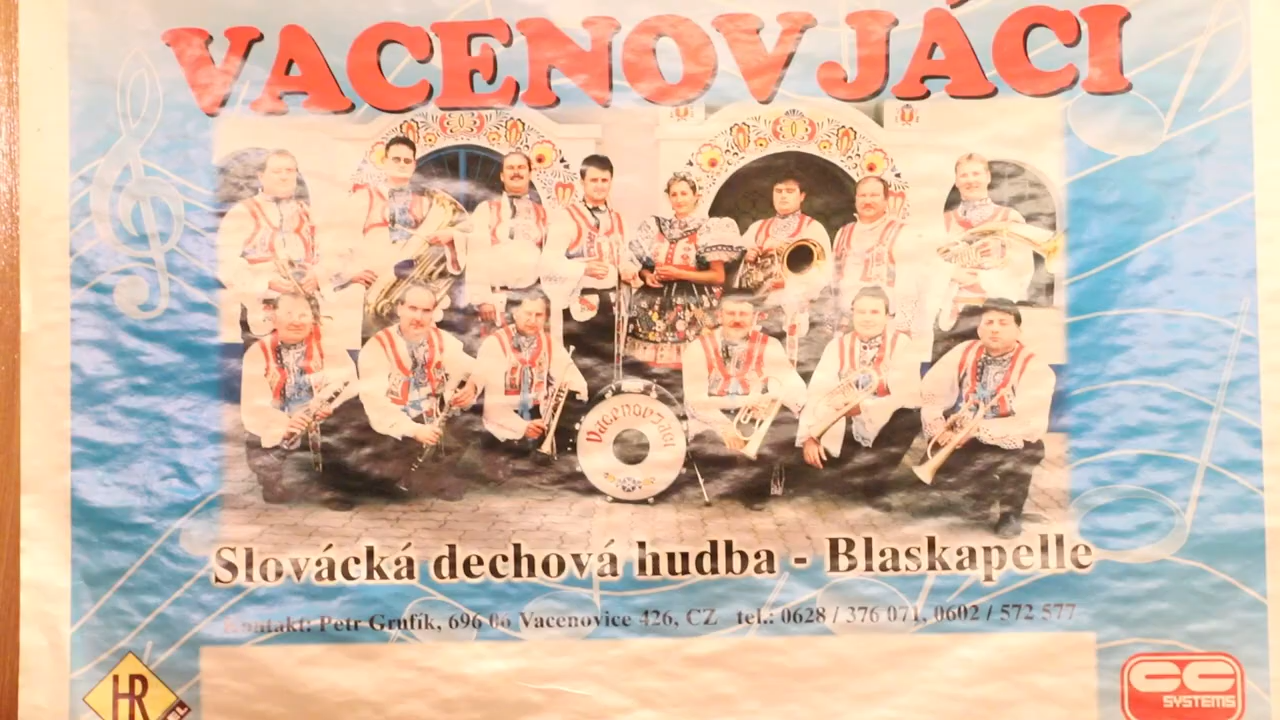 VACENOVJÁCI
VACENOVJÁCI
Slovácká dechová hudba - Blaskapelle
Kontakt: Petr Grufík, 696 06 Vacenovice 426, CZ tel.: 0628 / 376 071, 0602 / 572 577
HR
CC
SYSTEMS